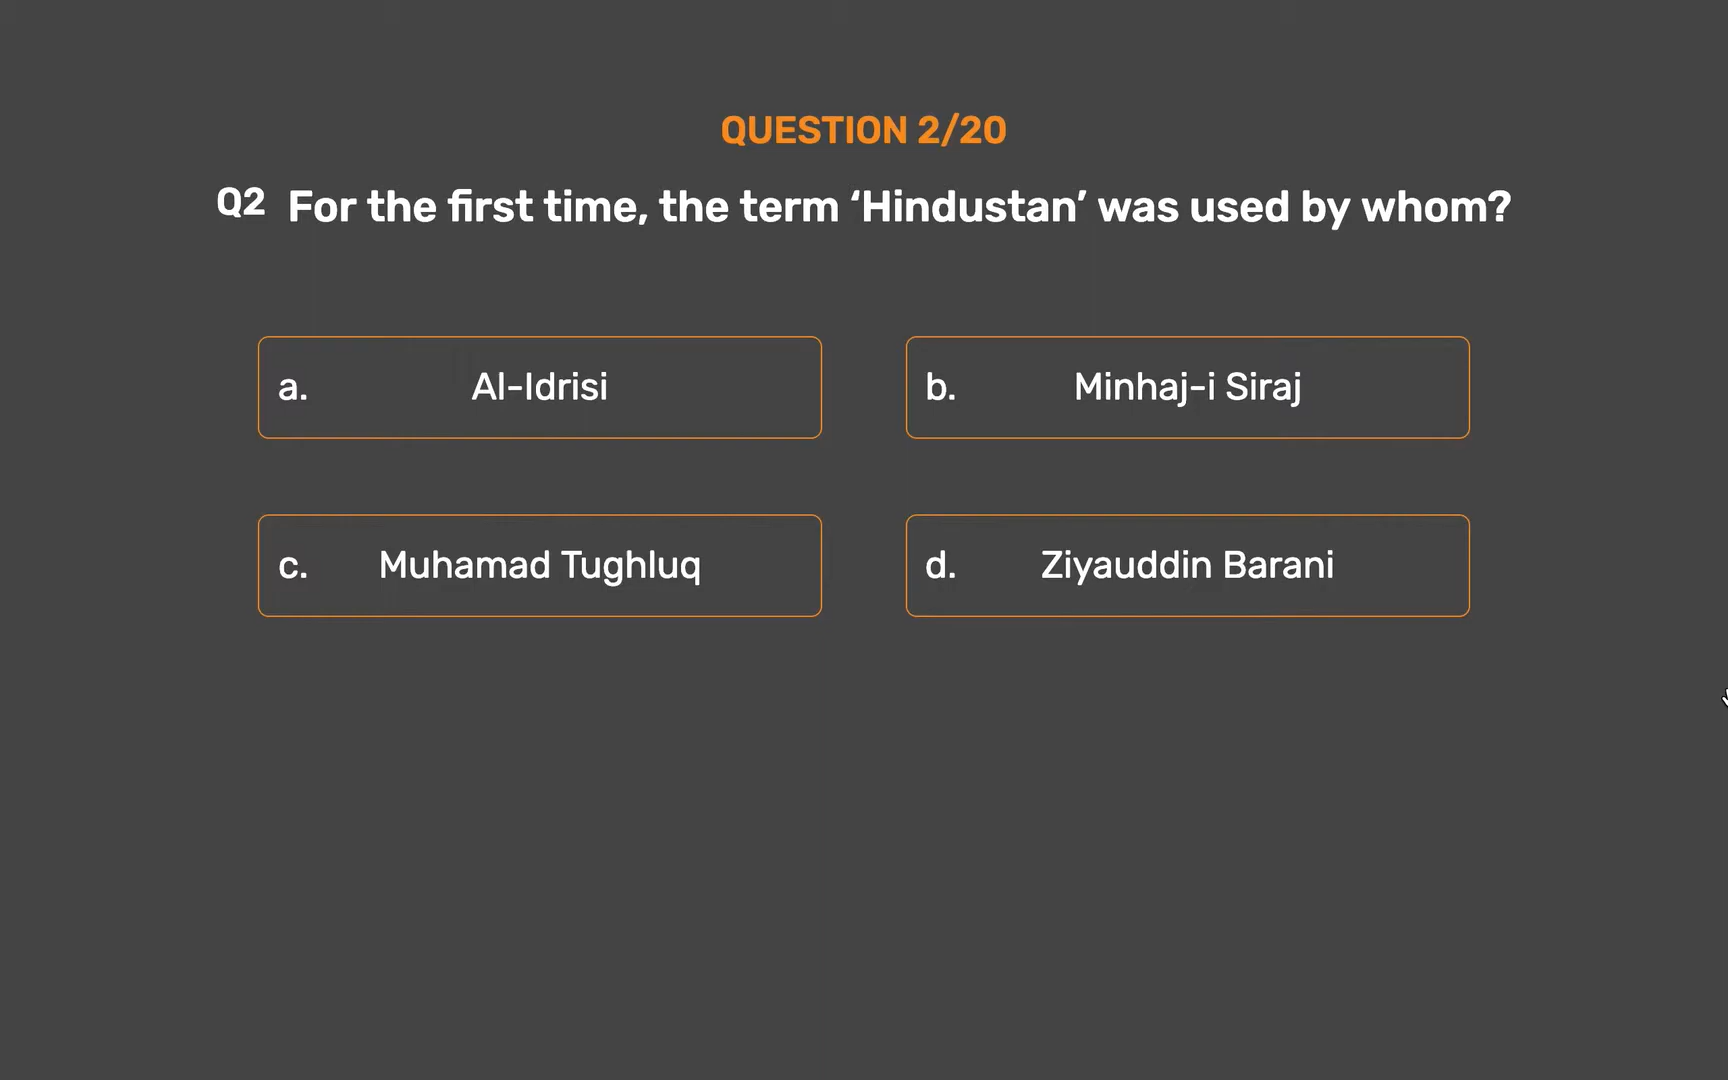 QUESTION 2/20
Q2 For the first time, the term ‘Hindustan’ was used by whom?
a. Al-Idrisi
b. Minhaj-i Siraj
c. Muhamad Tughluq
d. Ziyauddin Barani